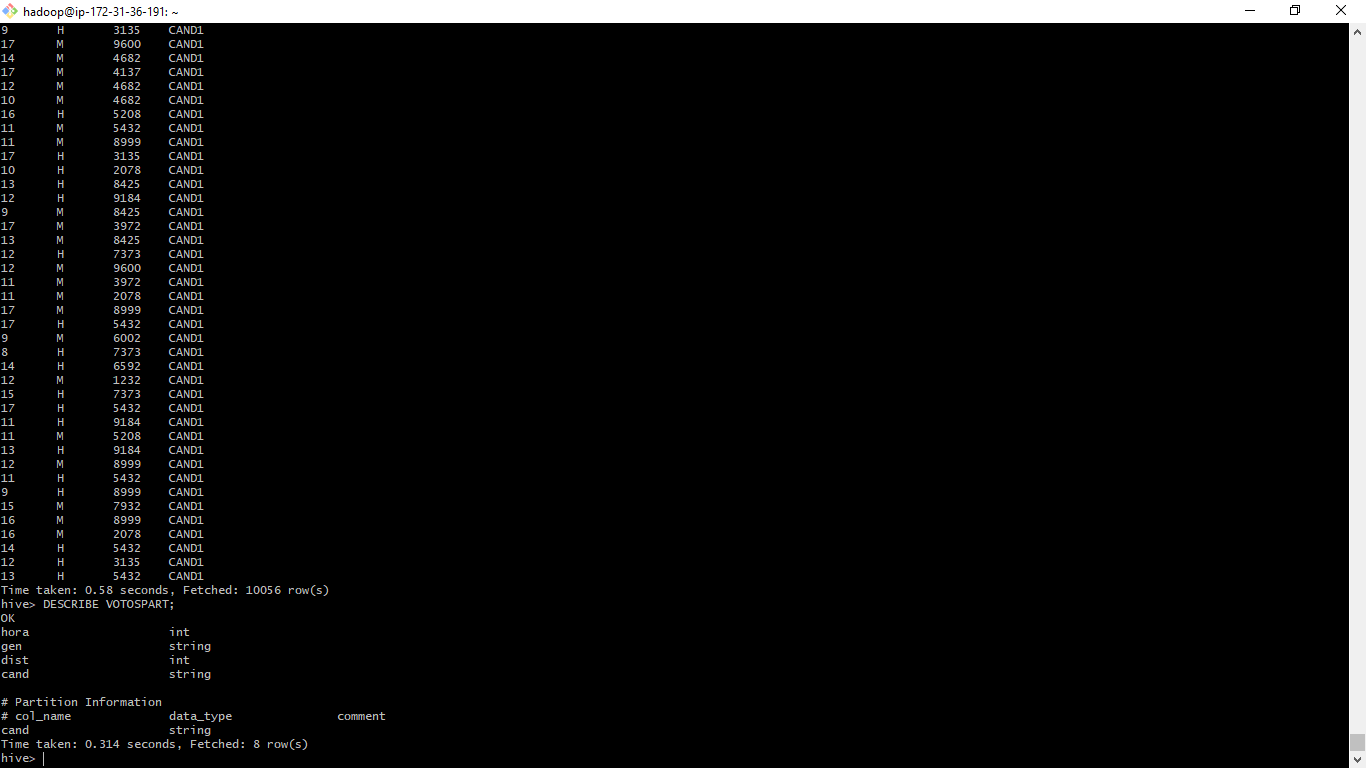 hadoop@ip-172-31-36-191: ~
9 H 3135 CAND1
17 M 9600 CAND1
14 M 4682 CAND1
17 M 4137 CAND1
12 M 4682 CAND1
10 M 4682 CAND1
16 H 5208 CAND1
11 M 5432 CAND1
11 M 8999 CAND1
17 H 3135 CAND1
10 H 2078 CAND1
13 H 8425 CAND1
12 H 9184 CAND1
9 M 8425 CAND1
17 M 3972 CAND1
13 M 8425 CAND1
12 H 7373 CAND1
12 M 9600 CAND1
11 M 3972 CAND1
11 M 2078 CAND1
17 M 8999 CAND1
17 H 5432 CAND1
9 M 6002 CAND1
8 H 7373 CAND1
14 H 6592 CAND1
12 M 1232 CAND1
15 H 7373 CAND1
17 H 5432 CAND1
11 H 9184 CAND1
11 M 5208 CAND1
13 H 9184 CAND1
12 M 8999 CAND1
11 H 5432 CAND1
9 H 8999 CAND1
15 M 7932 CAND1
16 M 8999 CAND1
16 M 2078 CAND1
14 H 5432 CAND1
12 H 3135 CAND1
13 H 5432 CAND1
Time taken: 0.58 seconds, Fetched: 10056 row(s)
hive> DESCRIBE VOTOSPART;
OK
hora int
gen string
dist int
cand string
# Partition Information
# col_name data_type comment
cand string
Time taken: 0.314 seconds, Fetched: 8 row(s)
hive>